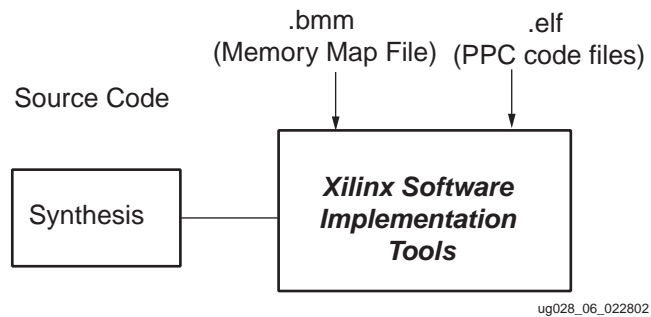 .bmm
(Memory Map File)
.elf
(PPC code files)
Source Code
Synthesis
Xilinx Software
Implementation
Tools
ug028_06_022802